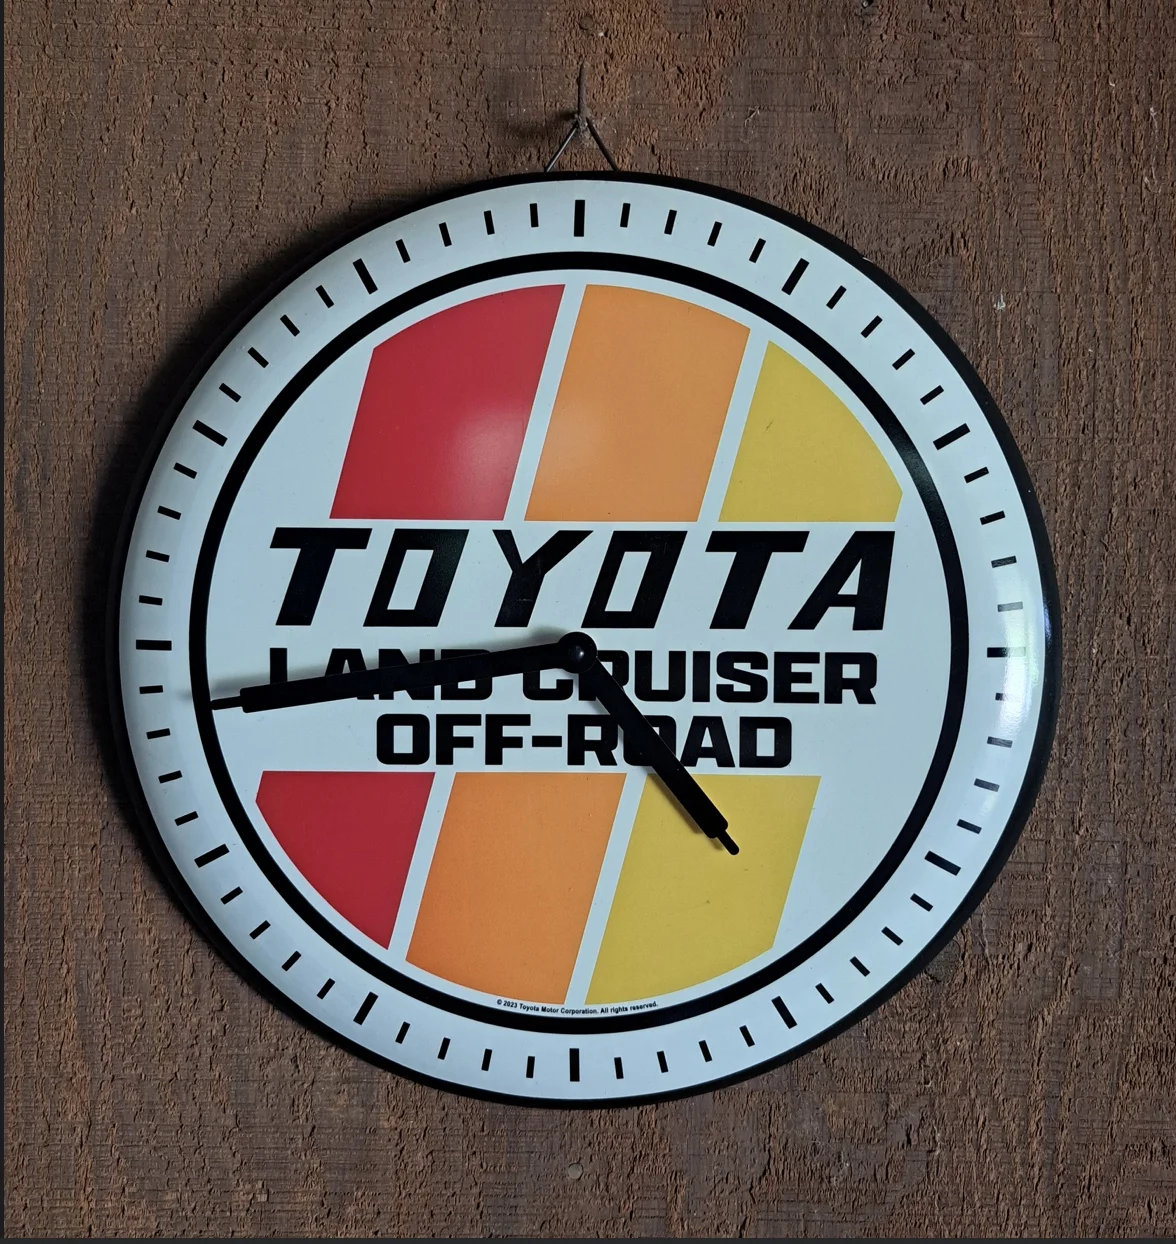 TOYOTA
LAND CRUISER
OFF-ROAD
© 2023 Toyota Motor Corporation. All rights reserved.